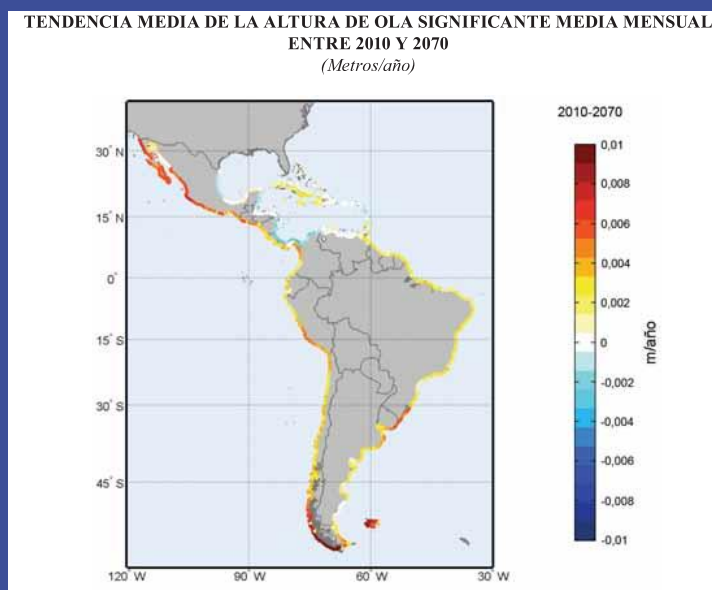 TENDENCIA MEDIA DE LA ALTURA DE OLA SIGNIFICANTE MEDIA MENSUAL
ENTRE 2010 Y 2070
(Metros/año)
2010-2070
0,01
0,008
0,006
0,004
0,002
0
-0,002
-0,004
-0,006
-0,008
-0,01
m/año
30° N
15° N
0°
15° S
30° S
45° S
120 W
90 W
60 W
30 W